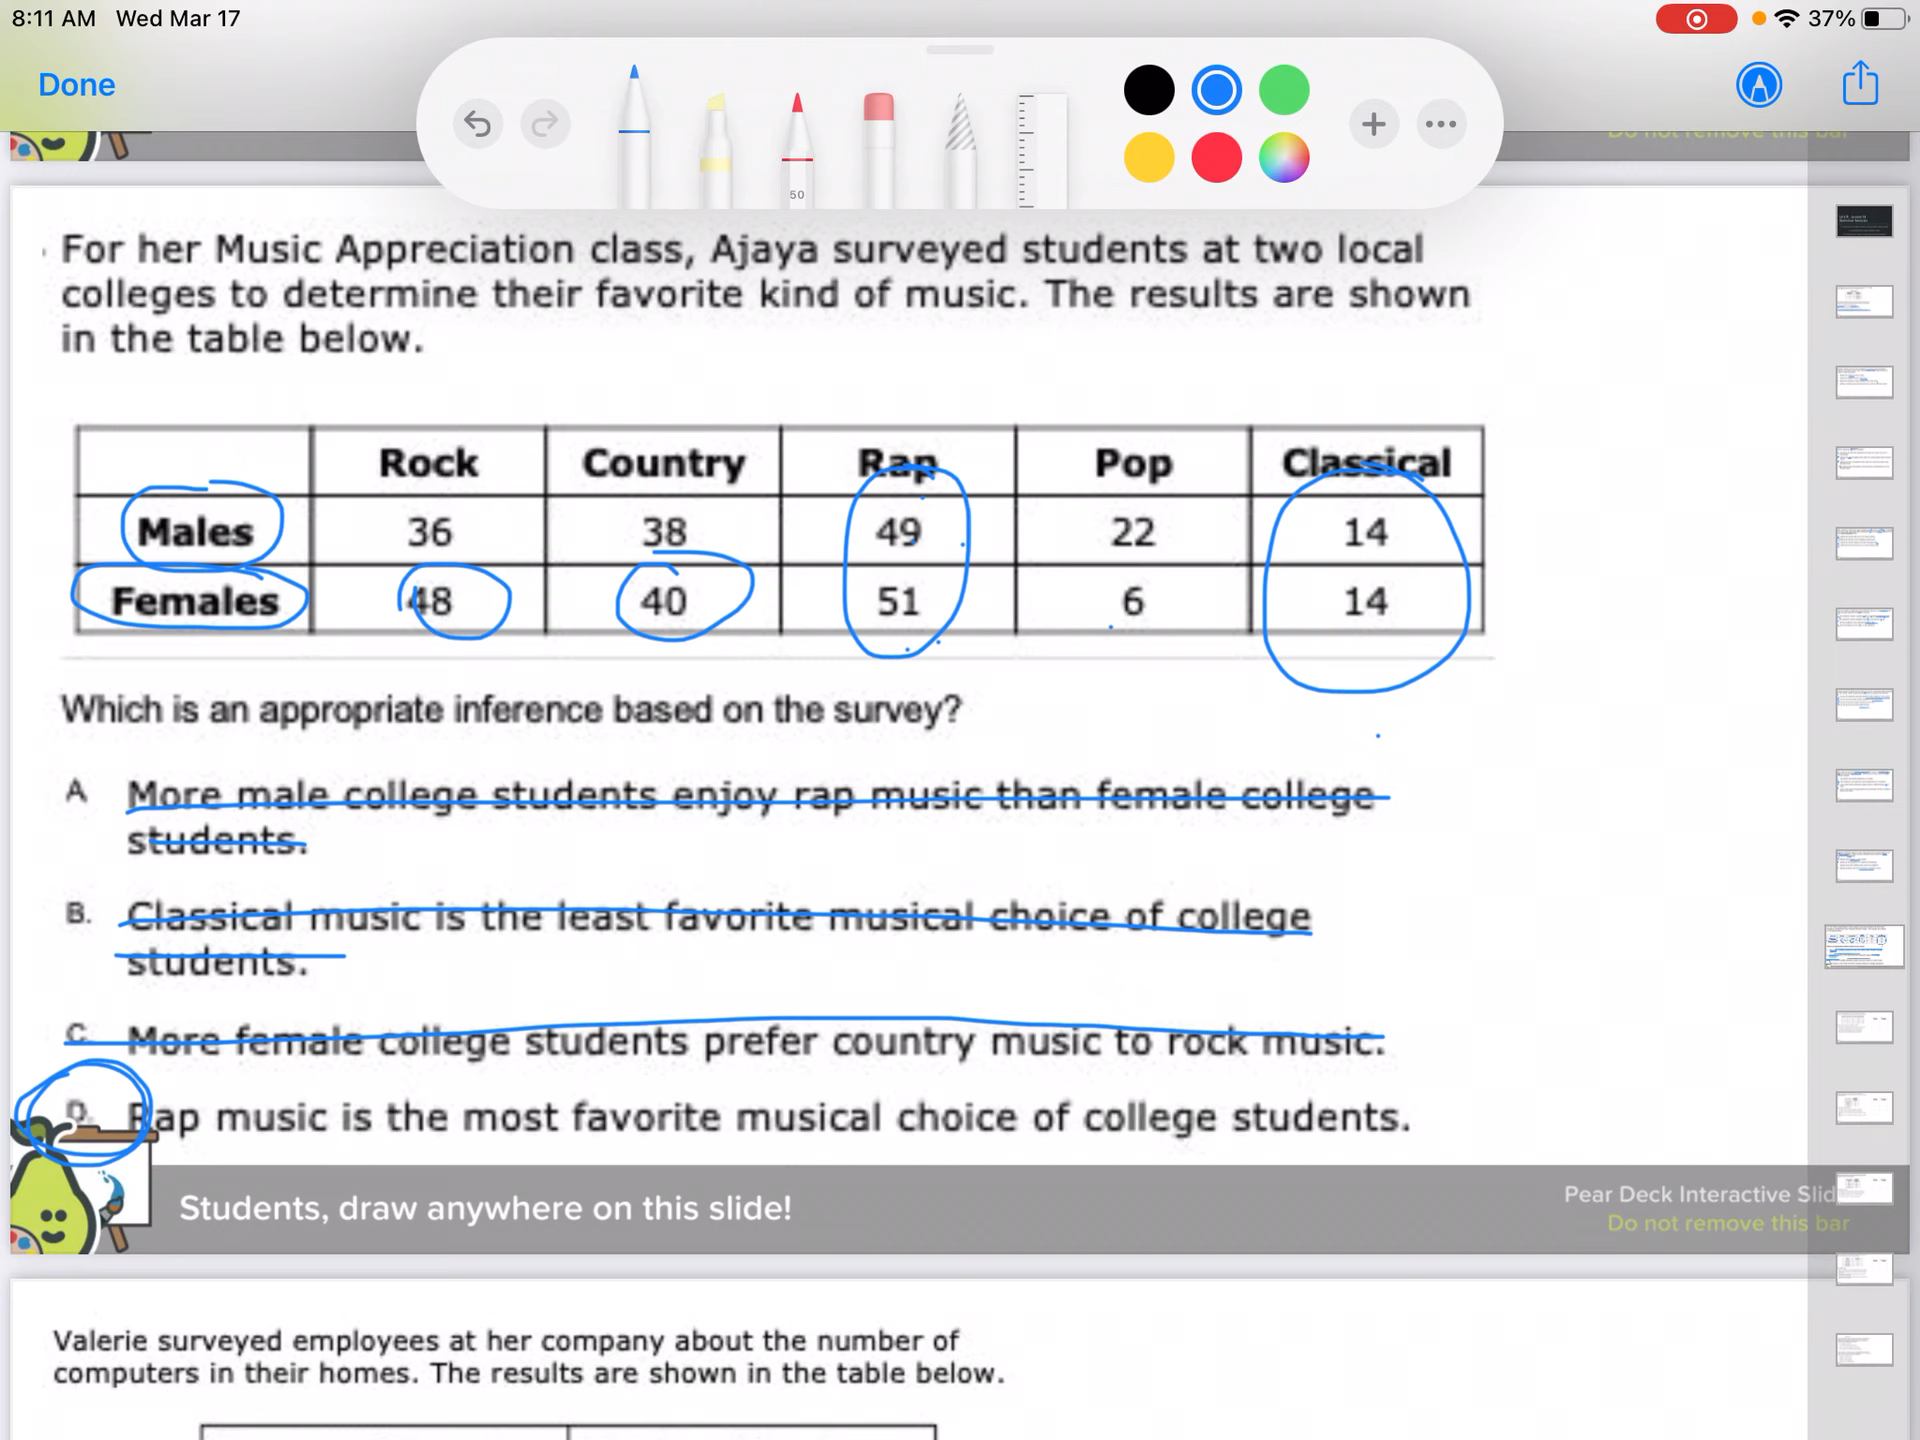 8:11 AM Wed Mar 17
37%
Done
50
Do not remove this bar
For her Music Appreciation class, Ajaya surveyed students at two local
colleges to determine their favorite kind of music. The results are shown
in the table below.
Rock Country Rap Pop Classical
Males 36 38 49 22 14
Females 48 40 51 6 14
Which is an appropriate inference based on the survey?
A More male college students enjoy rap music than female college
students.
B. Classical music is the least favorite musical choice of college
students.
C. More female college students prefer country music to rock music.
D. Rap music is the most favorite musical choice of college students.
Students, draw anywhere on this slide!
Pear Deck Interactive Slid
Do not remove this bar
Valerie surveyed employees at her company about the number of
computers in their homes. The results are shown in the table below.